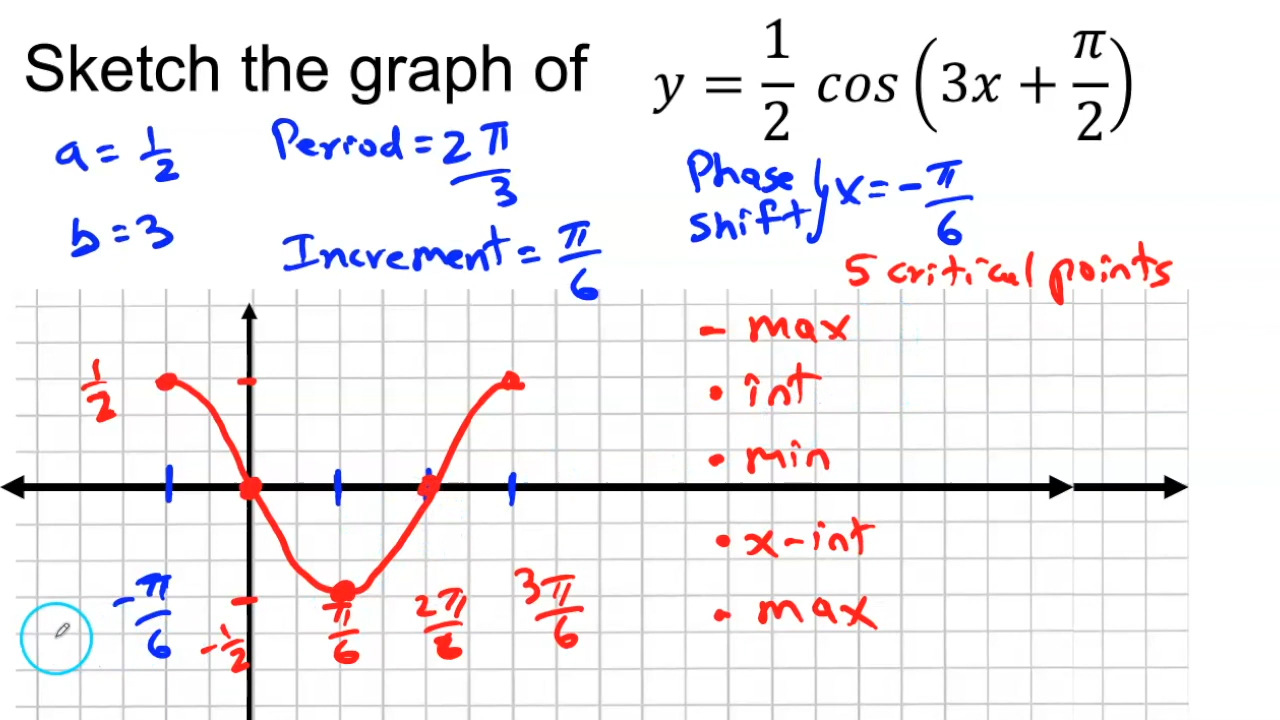 Sketch the graph of y = 1/2 cos (3x + π/2)
a = 1/2 Period = 2π/3 Phase shift} x = -π/6
b = 3 Increment = π/6
5 critical points
- max
1/2 • int
• min
• x-int
-π/6 -1/2 π/6 2π/6 3π/6 • max